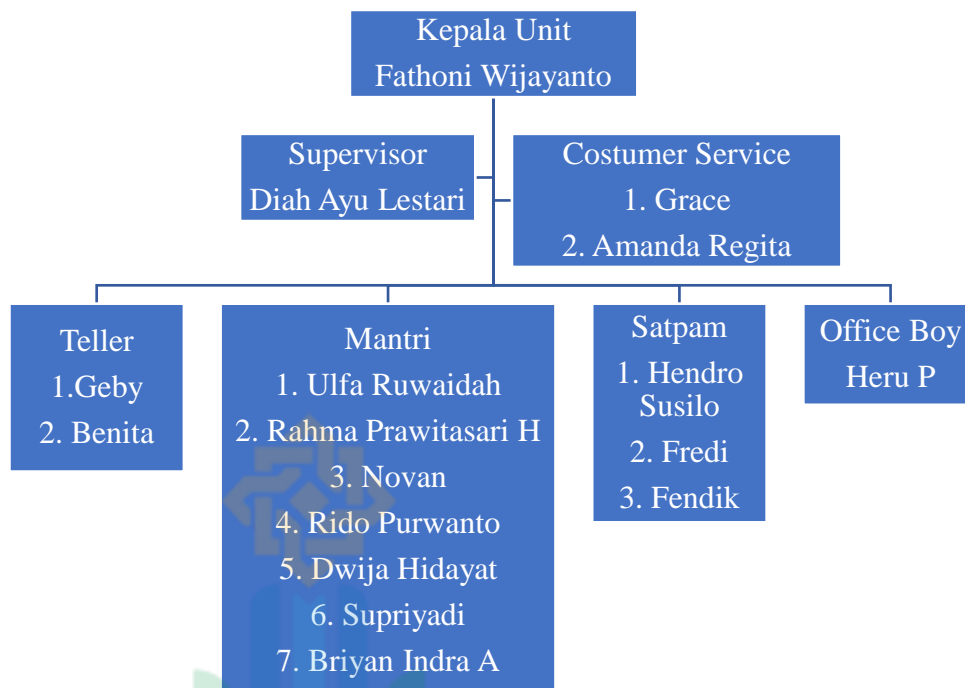 Kepala Unit
Fathoni Wijayanto
Supervisor
Diah Ayu Lestari
Costumer Service
1. Grace
2. Amanda Regita
Teller
1.Geby
2. Benita
Mantri
1. Ulfa Ruwaidah
2. Rahma Prawitasari H
3. Novan
4. Rido Purwanto
5. Dwija Hidayat
6. Supriyadi
7. Briyan Indra A
Satpam
1. Hendro
Susilo
2. Fredi
3. Fendik
Office Boy
Heru P